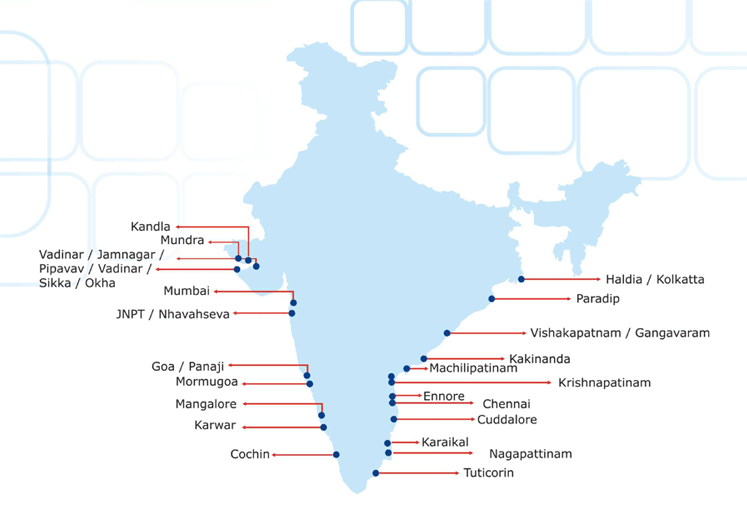 Kandla
Mundra
Vadinar / Jamnagar /
Pipavav / Vadinar /
Sikka / Okha
Mumbai
JNPT / Nhavahseva
Goa / Panaji
Mormugoa
Mangalore
Karwar
Cochin
Haldia / Kolkatta
Paradip
Vishakapatnam / Gangavaram
Kakinanda
Machilipatinam
Krishnapatinam
Ennore
Chennai
Cuddalore
Karaikal
Nagapattinam
Tuticorin